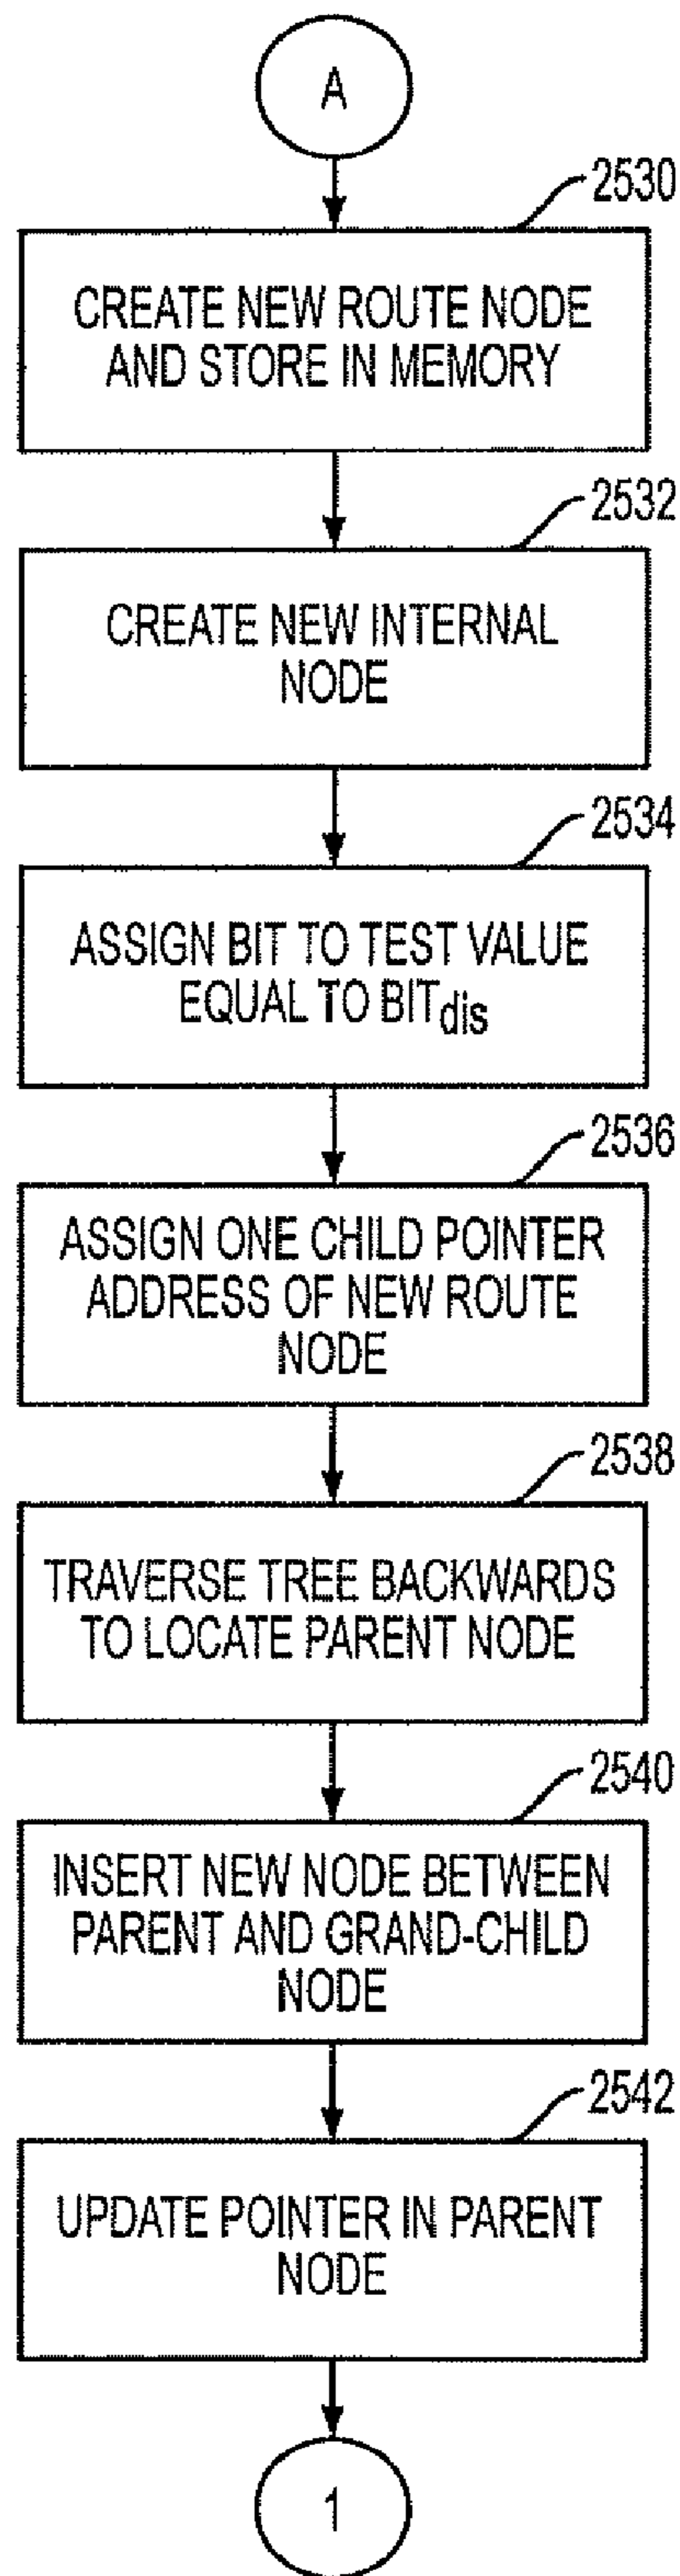 A
2530
CREATE NEW ROUTE NODE
AND STORE IN MEMORY
2532
CREATE NEW INTERNAL
NODE
2534
ASSIGN BIT TO TEST VALUE
EQUAL TO BITdis
2536
ASSIGN ONE CHILD POINTER
ADDRESS OF NEW ROUTE
NODE
2538
TRAVERSE TREE BACKWARDS
TO LOCATE PARENT NODE
2540
INSERT NEW NODE BETWEEN
PARENT AND GRAND-CHILD
NODE
2542
UPDATE POINTER IN PARENT
NODE
1